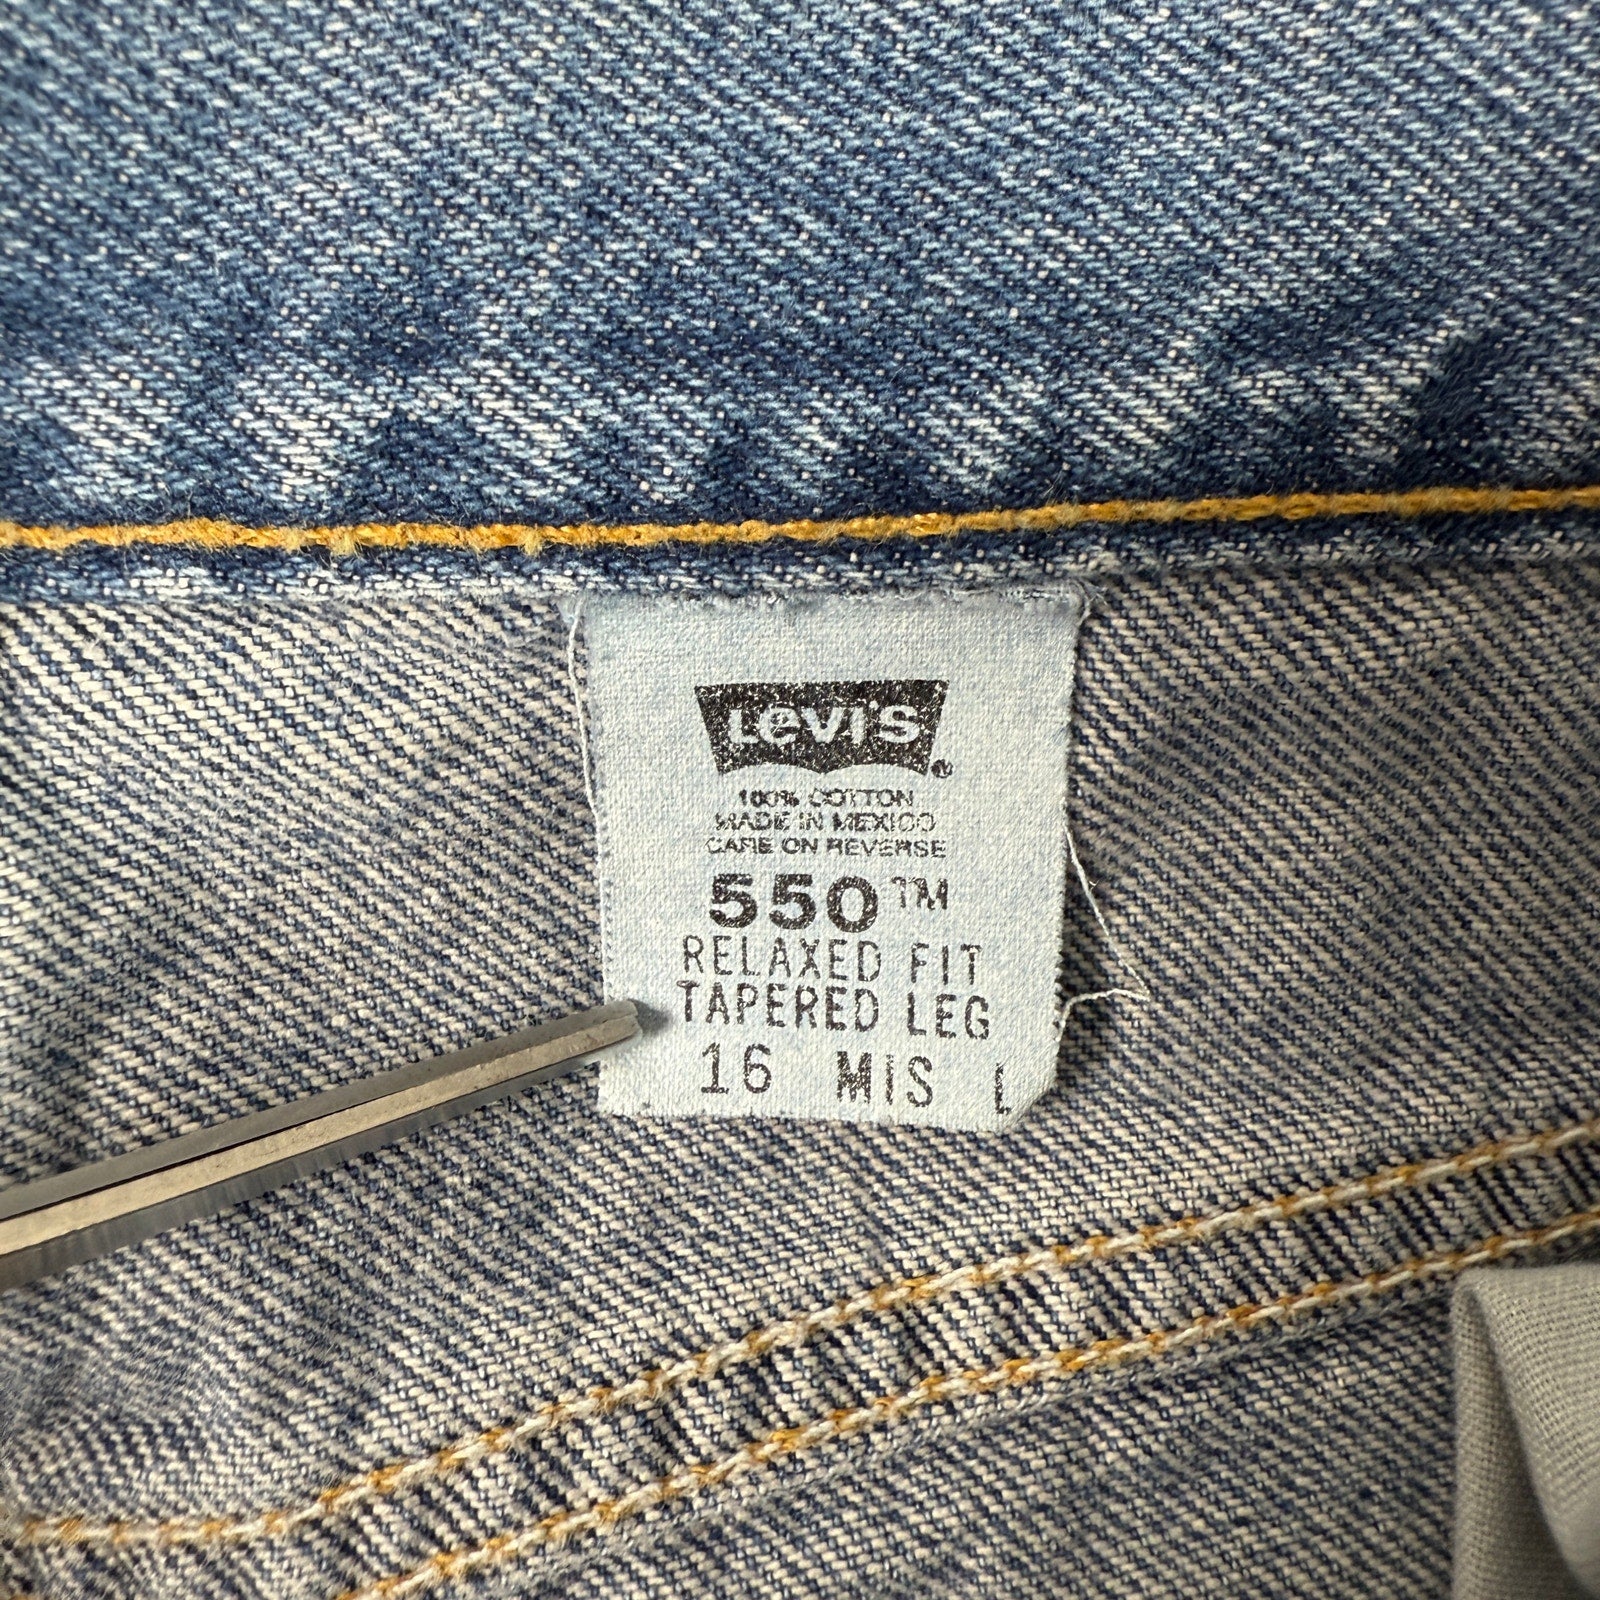 Levi's
100% COTTON
MADE IN MEXICO
CARE ON REVERSE
550™
RELAXED FIT
TAPERED LEG
16 MIS L